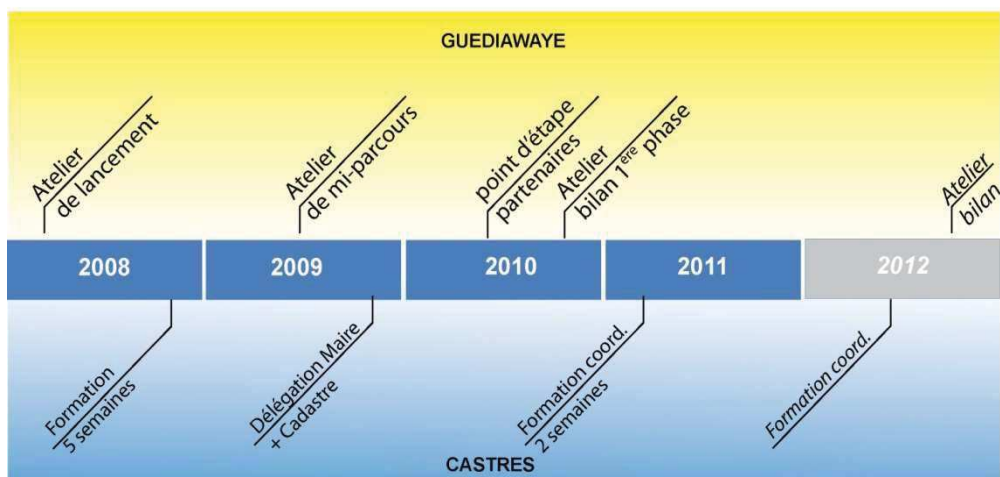 GUEDIAWAYE
Atelier
de lancement
Atelier
de mi-parcours
point d'étape
partenaires
Atelier
bilan 1ere phase
Atelier
bilan
2008
2009
2010
2011
2012
Formation
5 semaines
Délégation Maire
+ Cadastre
Formation coord.
2 semaines
Formation coord.
CASTRES